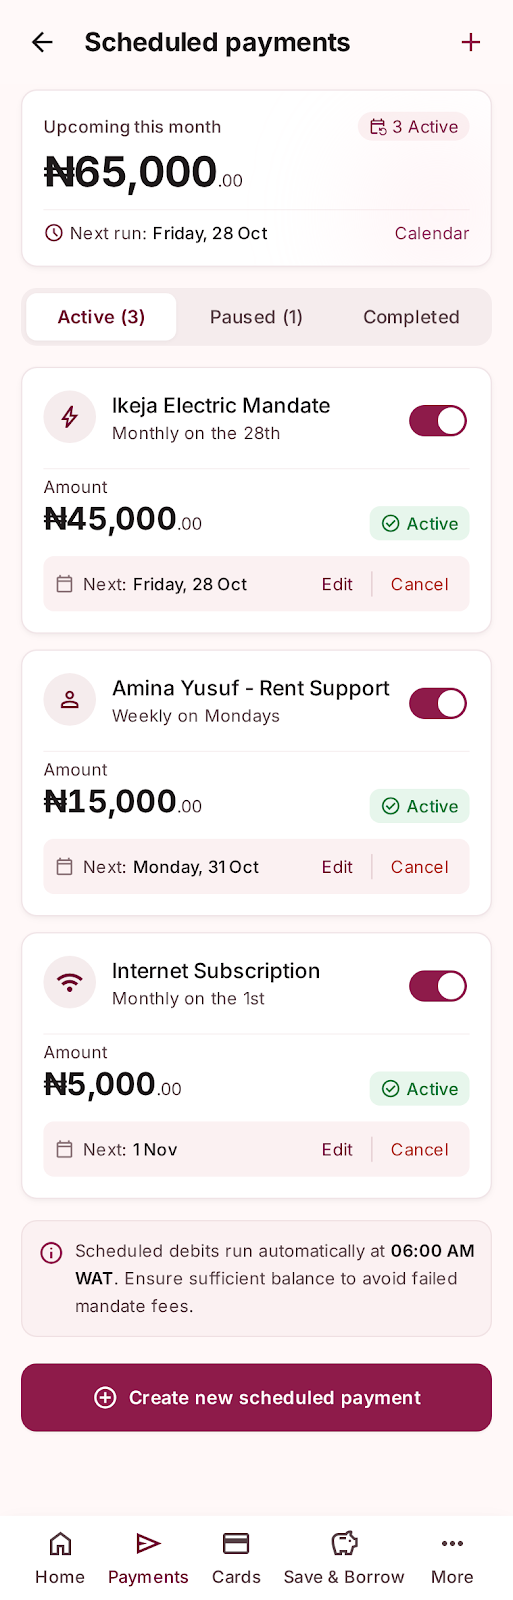 Scheduled payments
Upcoming this month
3 Active
₦65,000.00
Next run: Friday, 28 Oct
Calendar
Active (3)
Paused (1)
Completed
Ikeja Electric Mandate
Monthly on the 28th
Amount
₦45,000.00
Active
Next: Friday, 28 Oct
Edit
Cancel
Amina Yusuf - Rent Support
Weekly on Mondays
Amount
₦15,000.00
Active
Next: Monday, 31 Oct
Edit
Cancel
Internet Subscription
Monthly on the 1st
Amount
₦5,000.00
Active
Next: 1 Nov
Edit
Cancel
Scheduled debits run automatically at 06:00 AM
WAT. Ensure sufficient balance to avoid failed
mandate fees.
Create new scheduled payment
Home
Payments
Cards
Save & Borrow
More